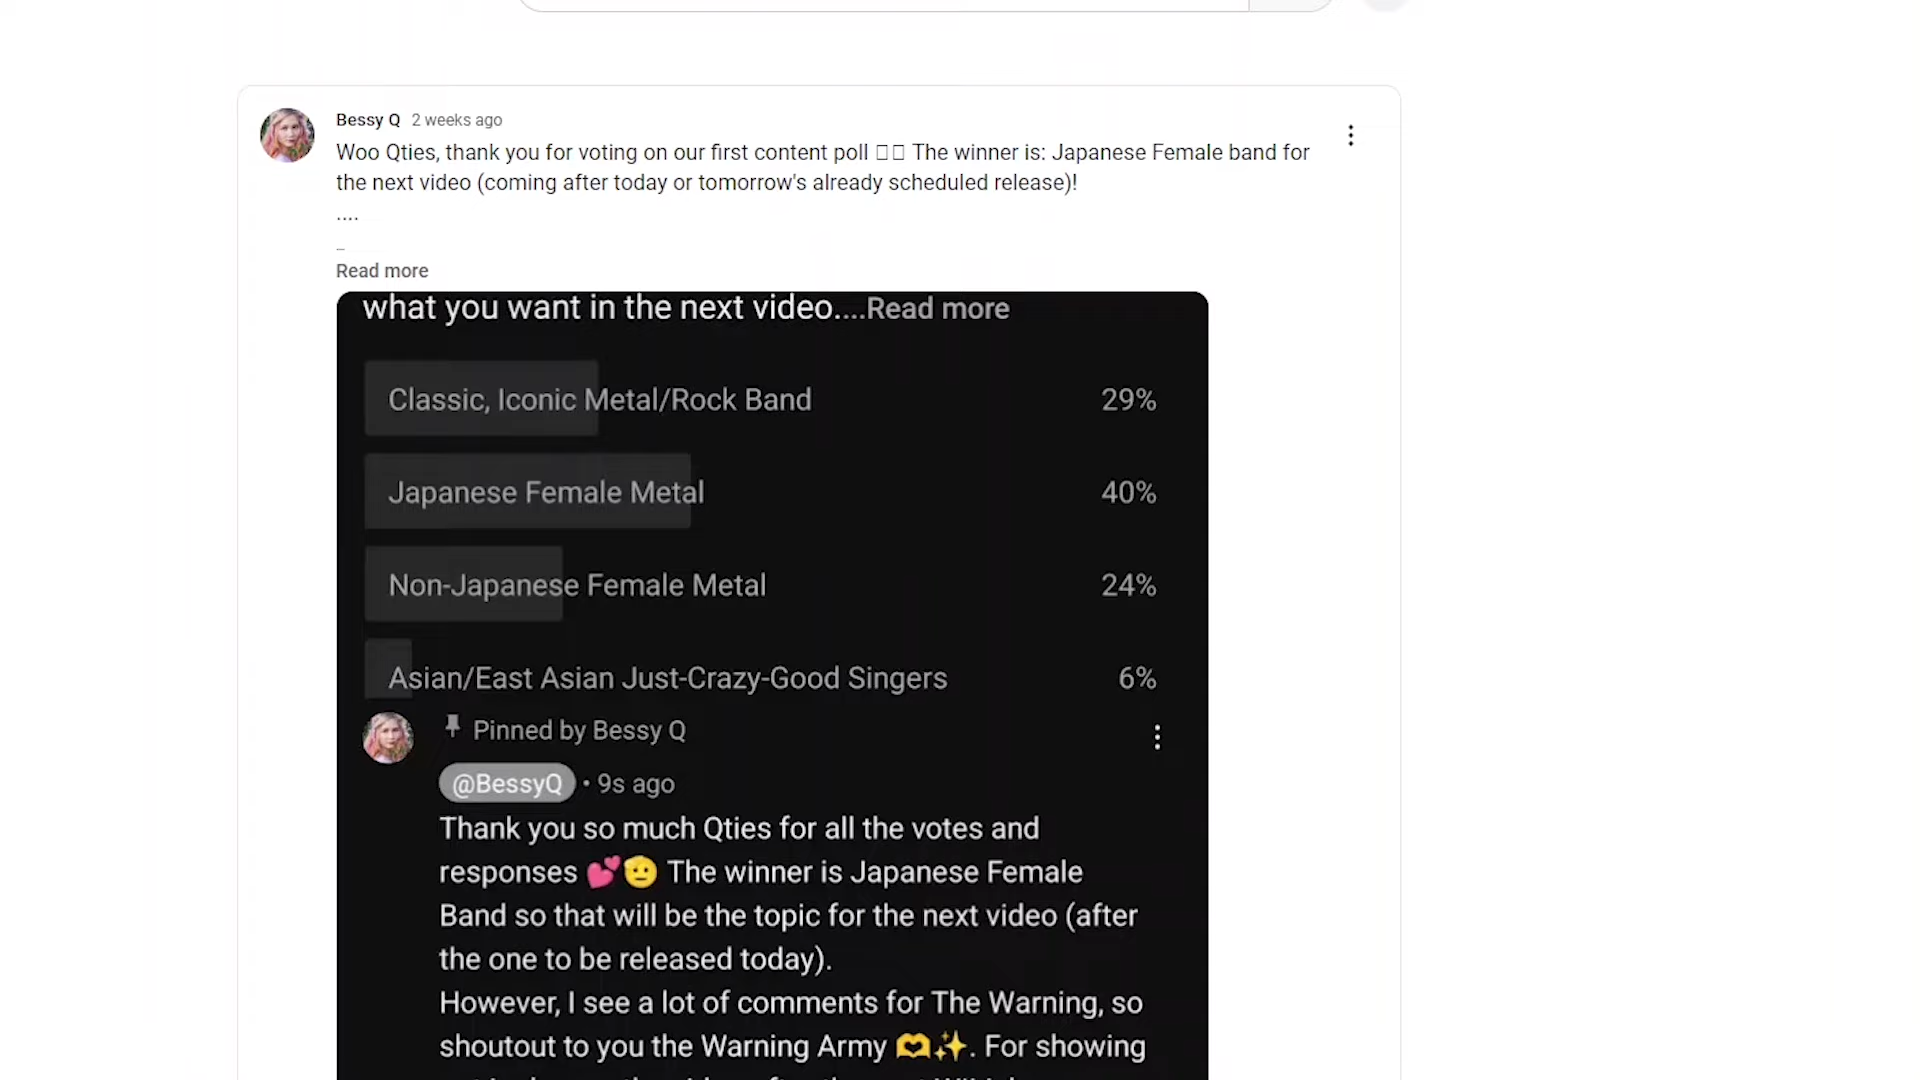 Bessy Q 2 weeks ago
Woo Qties, thank you for voting on our first content poll □□ The winner is: Japanese Female band for
the next video (coming after today or tomorrow's already scheduled release)!
....
_
Read more
what you want in the next video....Read more
Classic, Iconic Metal/Rock Band 29%
Japanese Female Metal 40%
Non-Japanese Female Metal 24%
Asian/East Asian Just-Crazy-Good Singers 6%
Pinned by Bessy Q
@BessyQ • 9s ago
Thank you so much Qties for all the votes and
responses 💕🫡 The winner is Japanese Female
Band so that will be the topic for the next video (after
the one to be released today).
However, I see a lot of comments for The Warning, so
shoutout to you the Warning Army 🫶✨. For showing